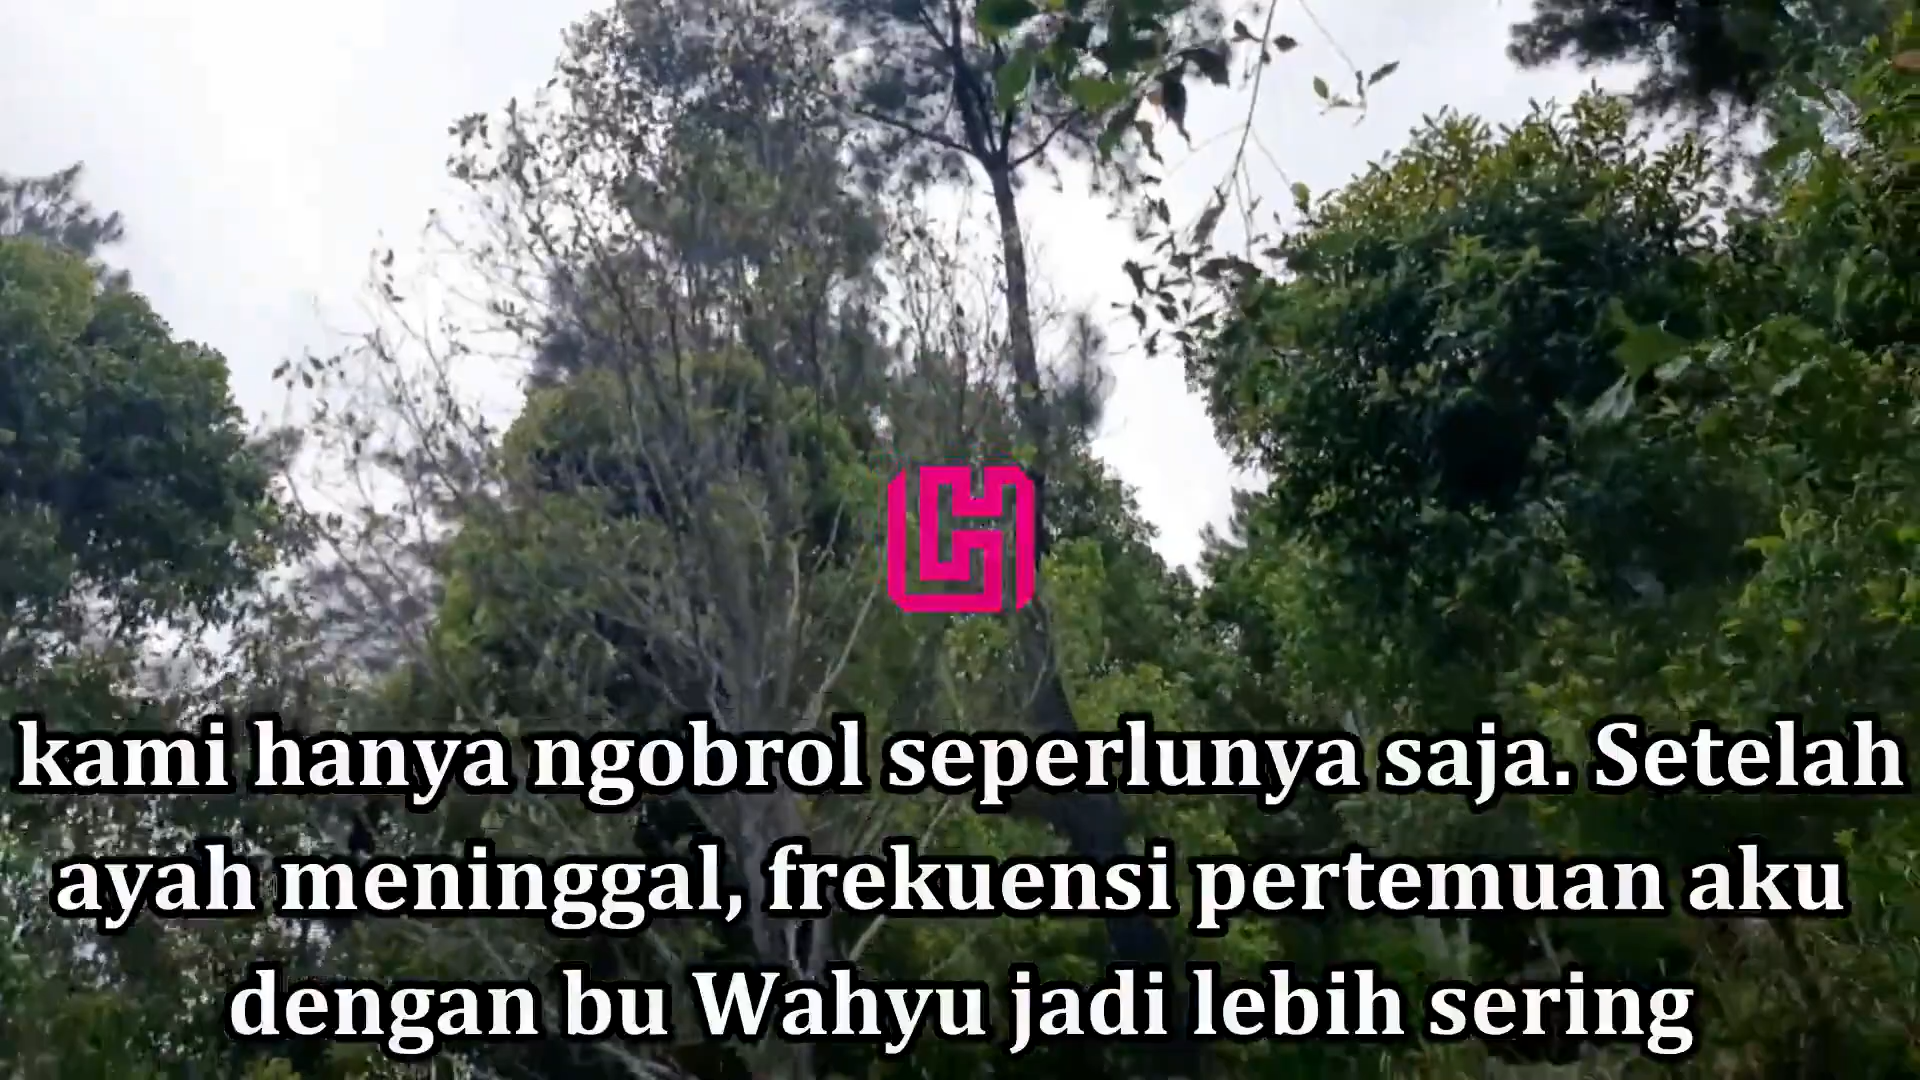 kami hanya ngobrol seperlunya saja. Setelah
ayah meninggal, frekuensi pertemuan aku
dengan bu Wahyu jadi lebih sering